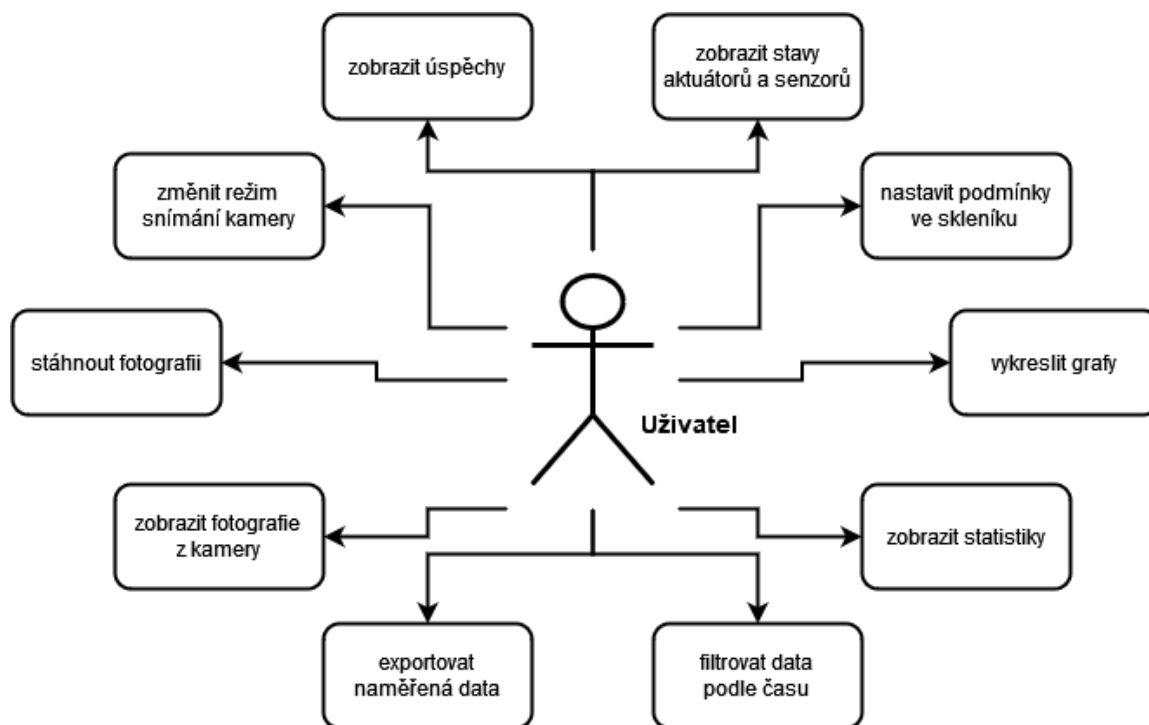 zobrazit úspěchy
zobrazit stavy
aktuátorů a senzorů
změnit režim
snímání kamery
nastavit podmínky
ve skleníku
stáhnout fotografii
vykreslit grafy
Uživatel
zobrazit fotografie
z kamery
zobrazit statistiky
exportovat
naměřená data
filtrovat data
podle času